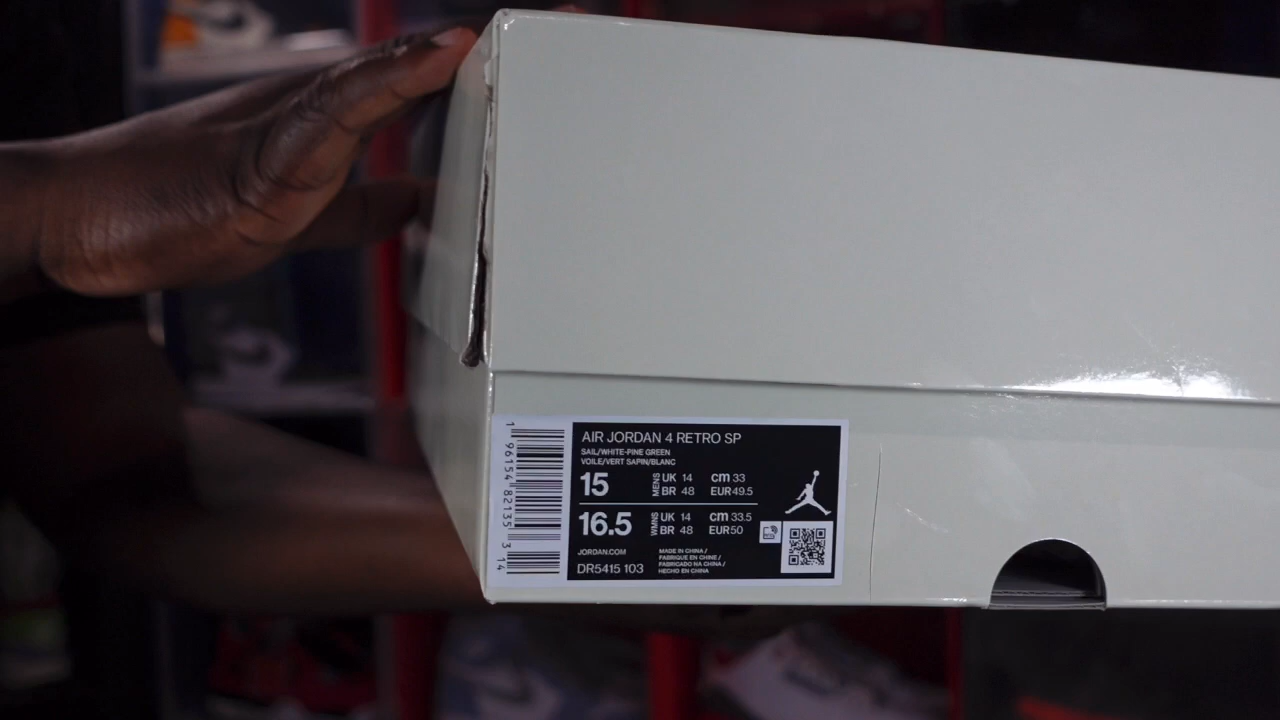 AIR JORDAN 4 RETRO SP
SAIL/WHITE-PINE GREEN
VOILE/VERT SAPIN/BLANC
15 MENS UK 14 cm 33
BR 48 EUR 49.5
16.5 WMNS UK 14 cm 33.5
BR 48 EUR 50
JORDAN.COM
DR5415 103
MADE IN CHINA /
FABRIQUE EN CHINE /
FABRICADO NA CHINA /
HECHO EN CHINA
1 96154 82135 3 14